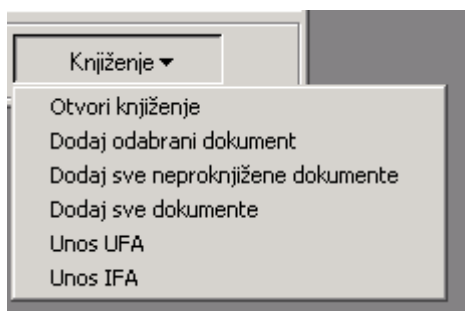 Knjiženje
Otvori knjiženje
Dodaj odabrani dokument
Dodaj sve neproknjižene dokumente
Dodaj sve dokumente
Unos UFA
Unos IFA